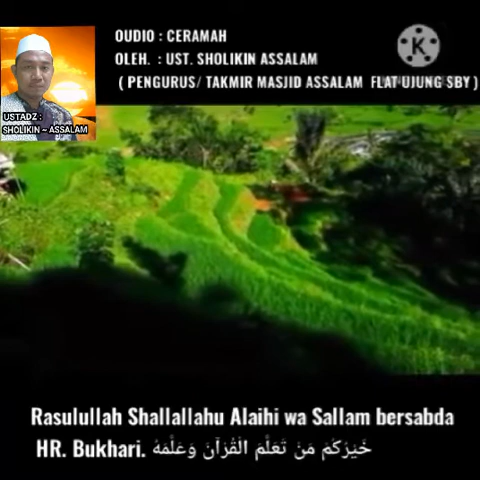 OUDIO : CERAMAH
OLEH. : UST. SHOLIKIN ASSALAM
( PENGURUS/ TAKMIR MASJID ASSALAM FLAT UJUNG SBY )
USTADZ :
SHOLIKIN ~ ASSALAM
Rasulullah Shallallahu Alaihi wa Sallam bersabda
HR. Bukhari. خَيْرُكُمْ مَنْ تَعَلَّمَ الْقُرْآنَ وَعَلَّمَهُ